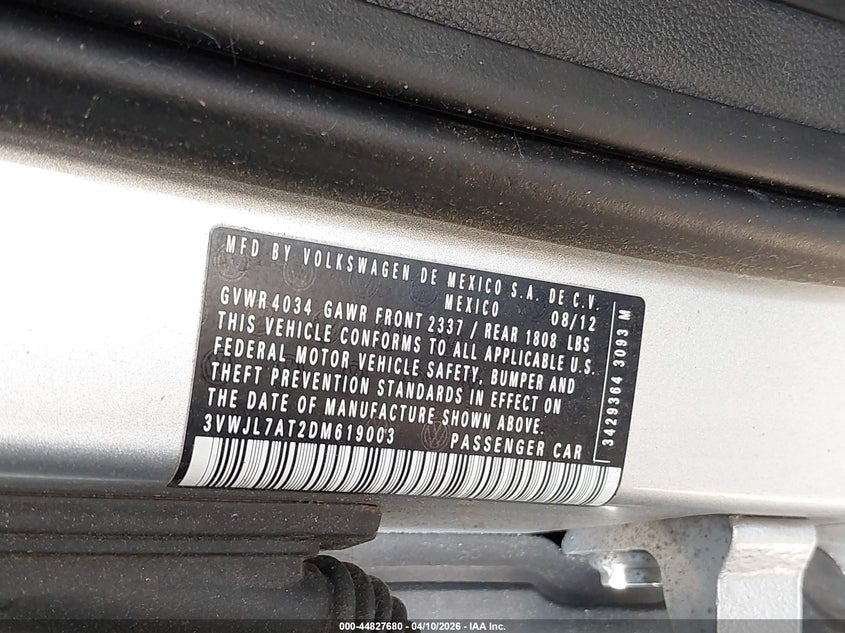 MFD BY VOLKSWAGEN DE MEXICO S.A. DE C.V.
MEXICO 08/12
GVWR 4034 GAWR FRONT 2337 / REAR 1808 LBS
THIS VEHICLE CONFORMS TO ALL APPLICABLE U.S.
FEDERAL MOTOR VEHICLE SAFETY, BUMPER AND
THEFT PREVENTION STANDARDS IN EFFECT ON
THE DATE OF MANUFACTURE SHOWN ABOVE.
3VWJL7AT2DM619003 PASSENGER CAR
3429364 3093 M
000-44827680 - 04/10/2026 - IAA Inc.